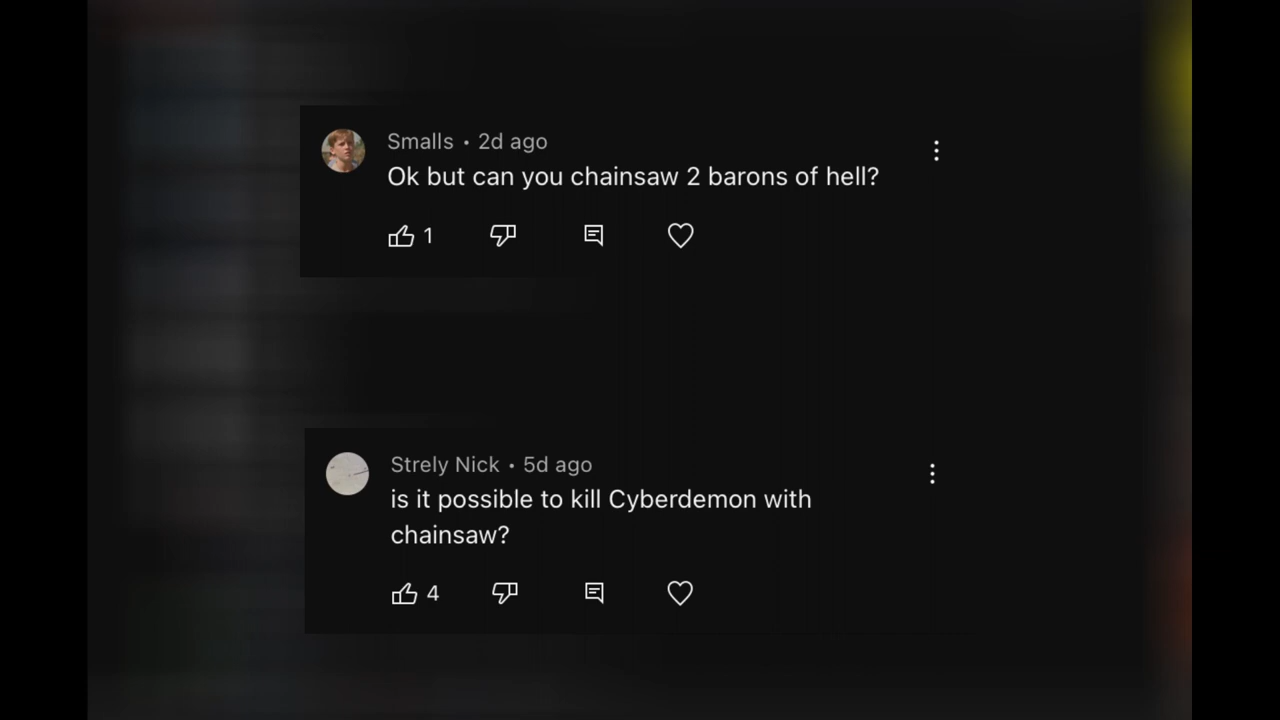 Smalls • 2d ago
Ok but can you chainsaw 2 barons of hell?
1
Strely Nick • 5d ago
is it possible to kill Cyberdemon with
chainsaw?
4